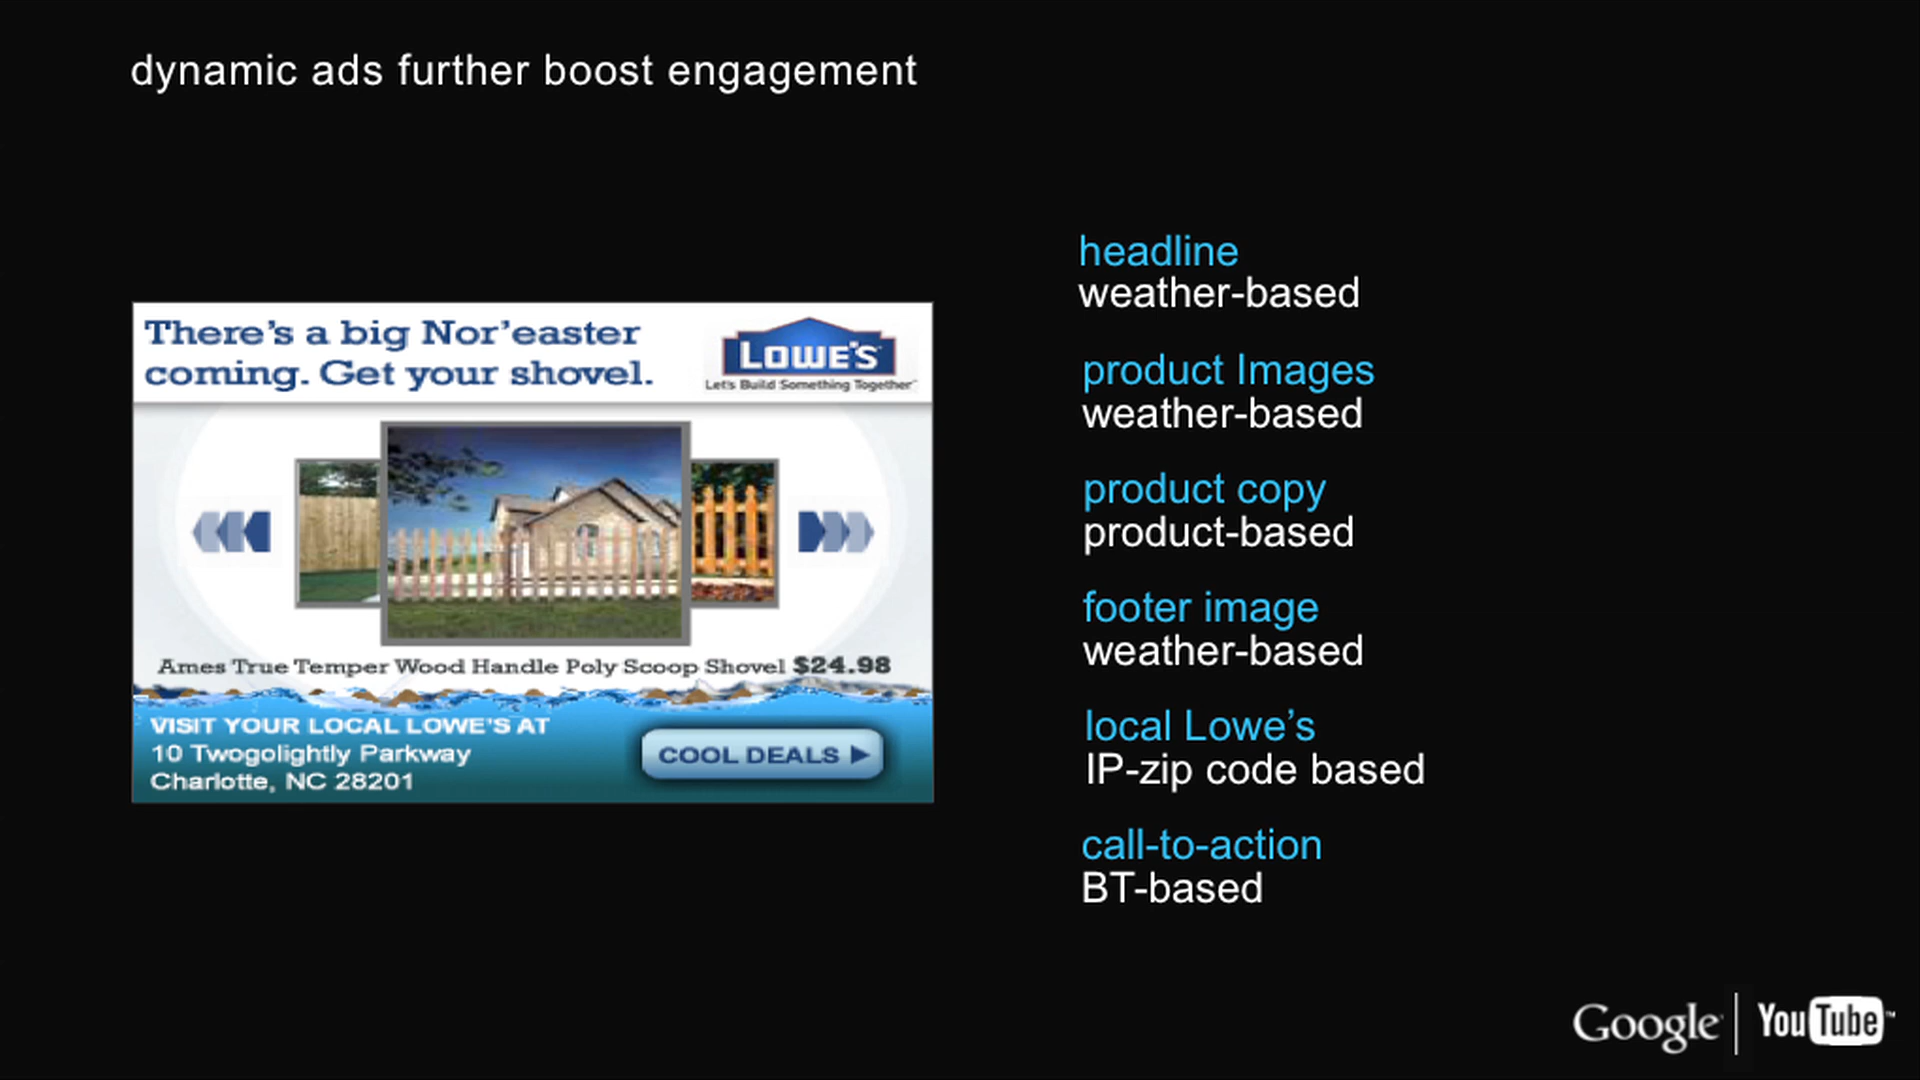 dynamic ads further boost engagement
There's a big Nor'easter
coming. Get your shovel.
LOWE'S
Let's Build Something Together™
Ames True Temper Wood Handle Poly Scoop Shovel $24.98
VISIT YOUR LOCAL LOWE'S AT
10 Twogolightly Parkway
Charlotte, NC 28201
COOL DEALS
headline
weather-based
product Images
weather-based
product copy
product-based
footer image
weather-based
local Lowe’s
IP-zip code based
call-to-action
BT-based
Google
YouTube™